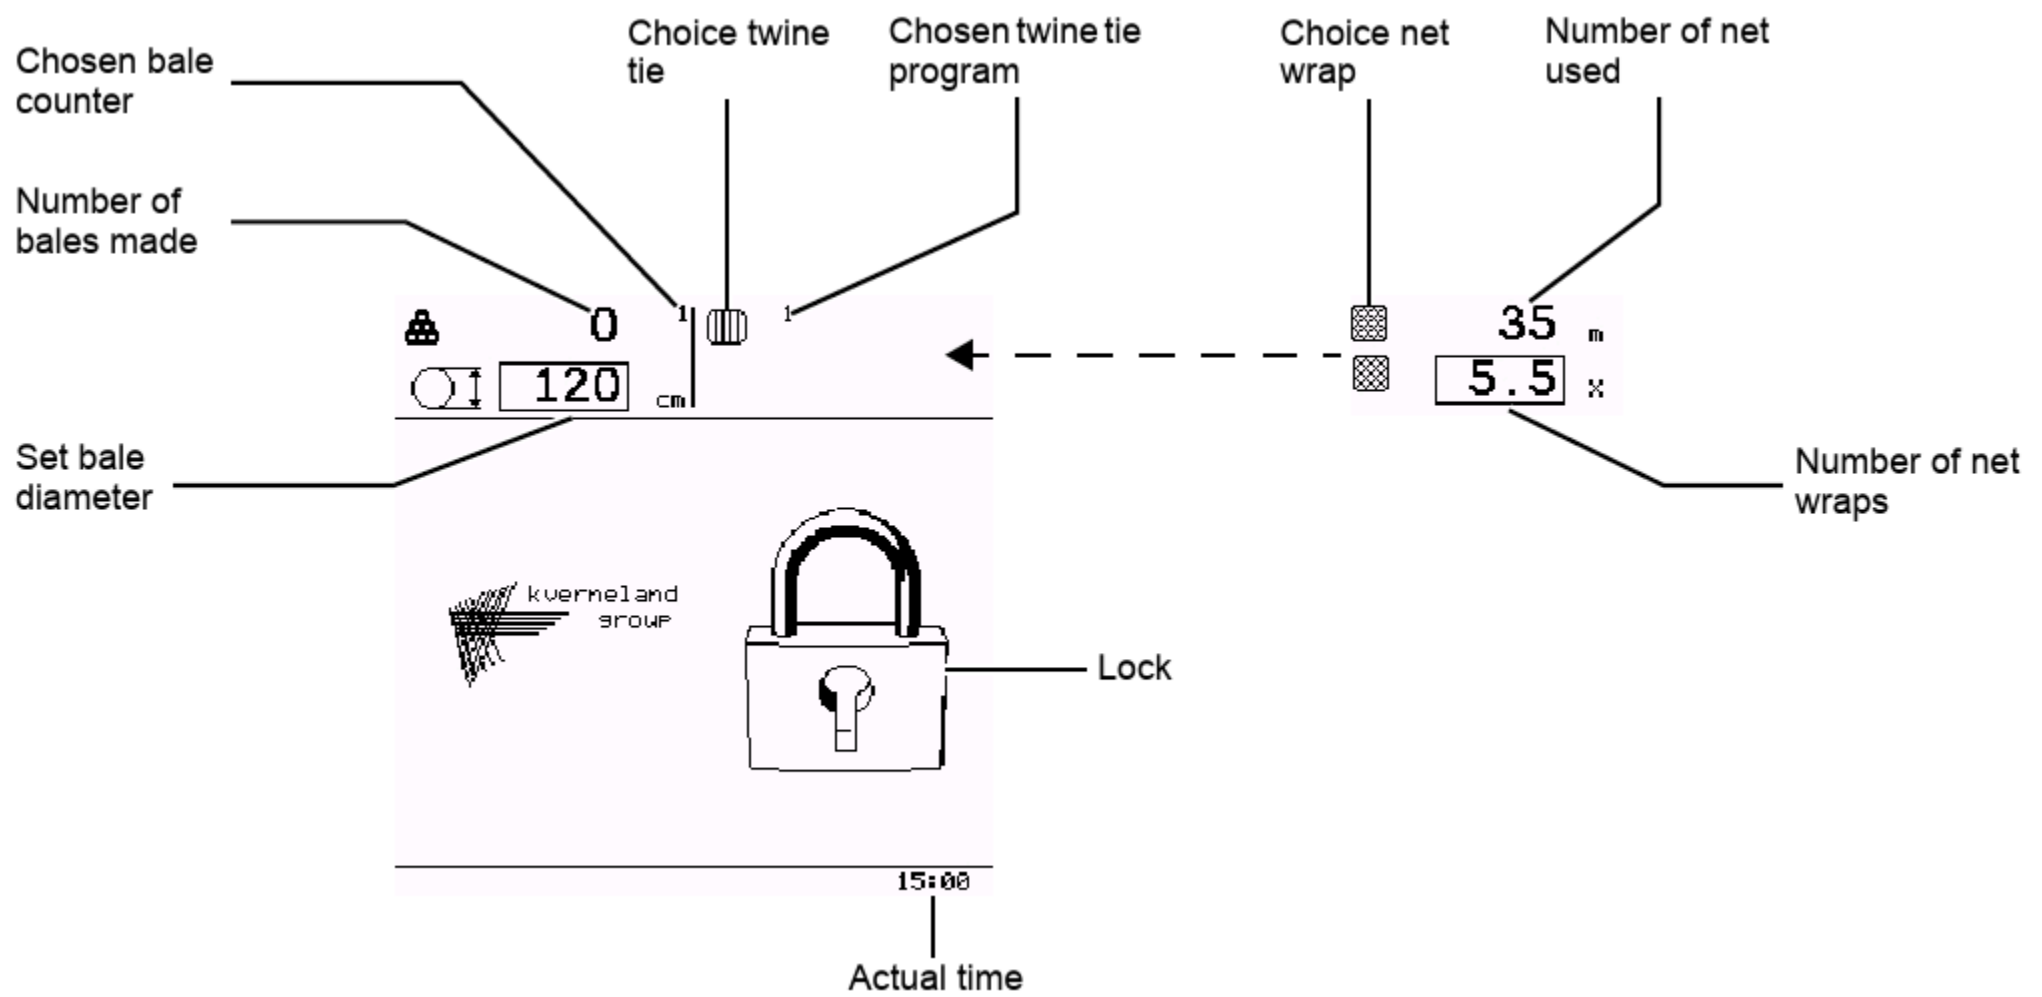 Chosen bale
counter
Choice twine
tie
Chosen twine tie
program
Choice net
wrap
Number of net
used
Number of
bales made
0
1
1
35 m
120 cm
5.5 x
Set bale
diameter
Number of net
wraps
kverneland
group
Lock
15:00
Actual time